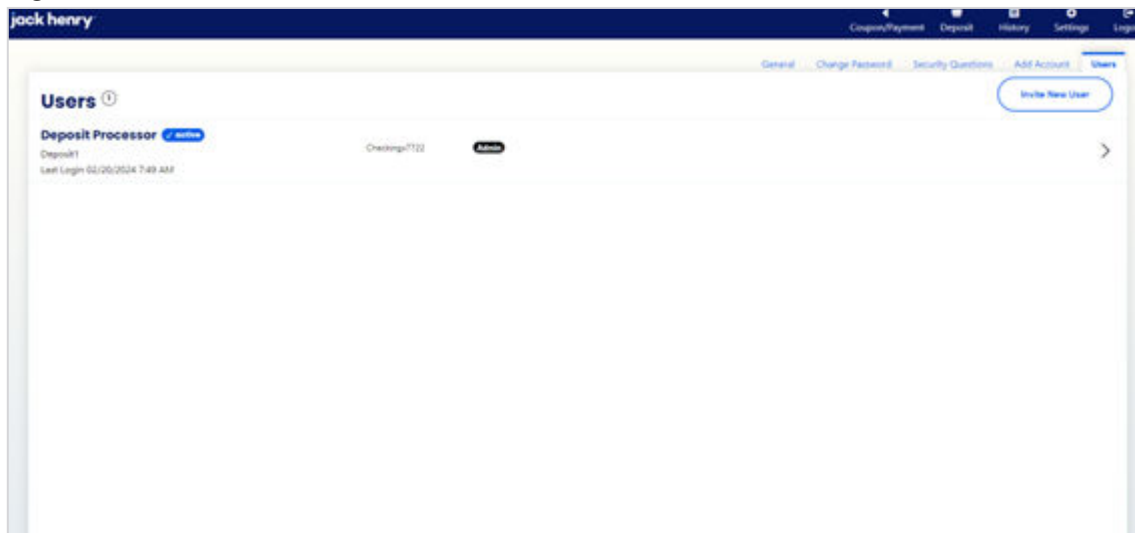 jack henry
Coupon/Payment Deposit History Settings
General Change Password Security Questions Add Account Users
Users
Invite New User
Deposit Processor active
Deposit1
Last Login 02/20/2024 7:49 AM
Admin